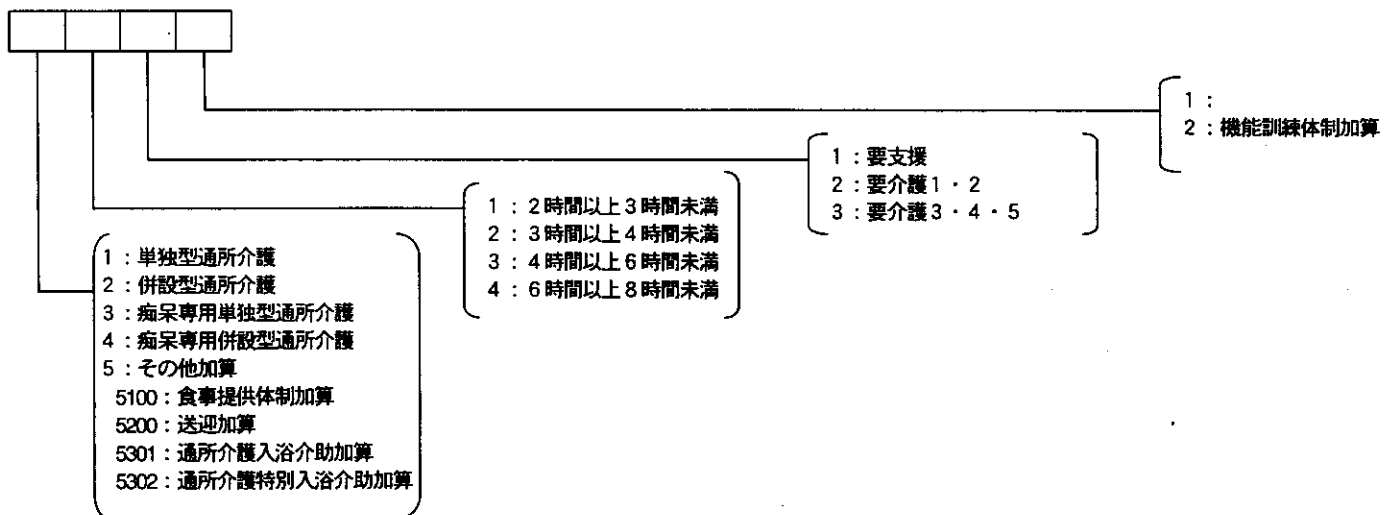 1：
2：機能訓練体制加算
1：要支援
2：要介護1・2
3：要介護3・4・5
1：2時間以上3時間未満
2：3時間以上4時間未満
3：4時間以上6時間未満
4：6時間以上8時間未満
1：単独型通所介護
2：併設型通所介護
3：痴呆専用単独型通所介護
4：痴呆専用併設型通所介護
5：その他加算
5100：食事提供体制加算
5200：送迎加算
5301：通所介護入浴介助加算
5302：通所介護特別入浴介助加算